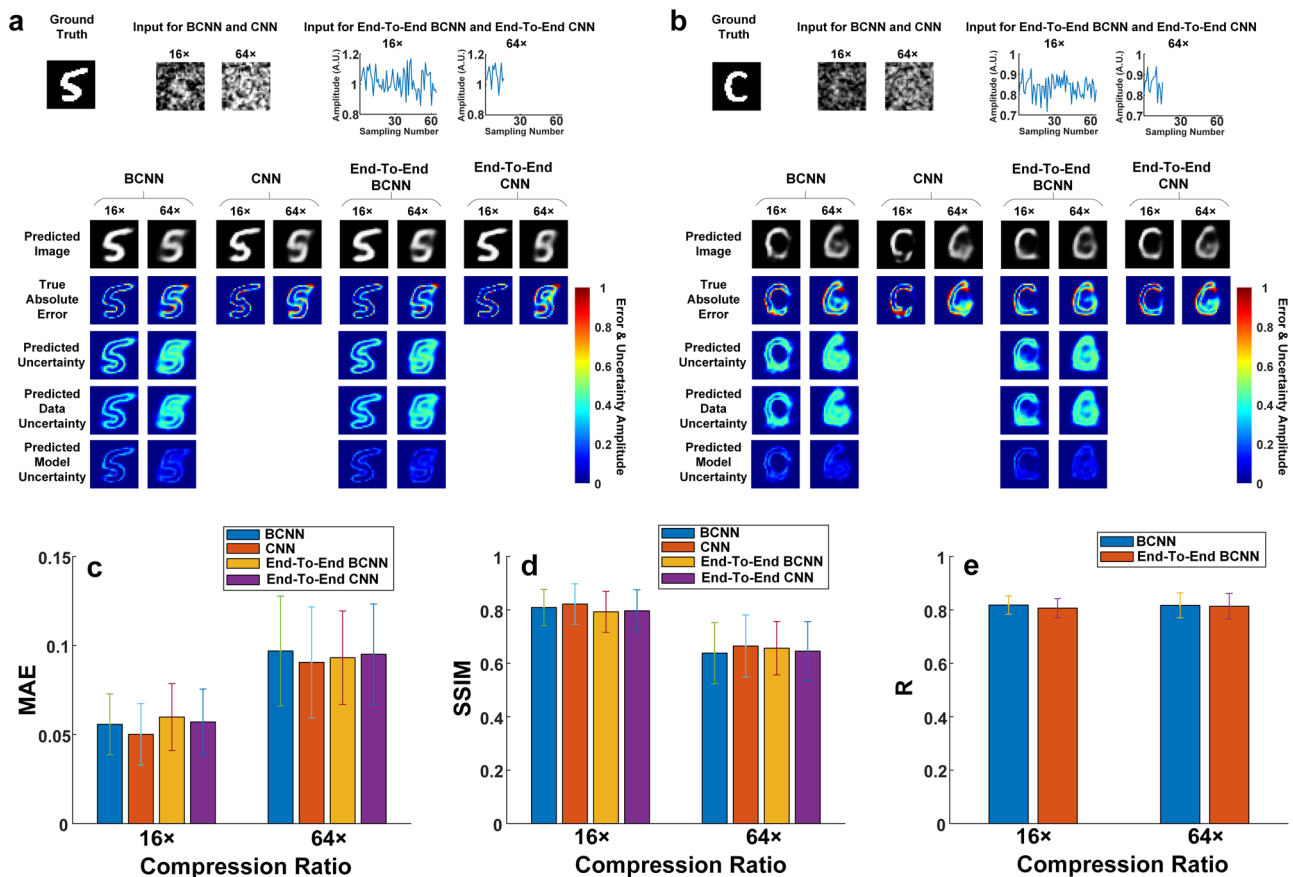 a
Ground
Truth
Input for BCNN and CNN
16×
64×
Input for End-To-End BCNN and End-To-End CNN
16×
64×
Amplitude (A.U.)
1.2
1
0.8
30
60
Sampling Number
Amplitude (A.U.)
1.2
1
0.8
30
60
Sampling Number
BCNN
CNN
End-To-End
BCNN
End-To-End
CNN
16×
64×
16×
64×
16×
64×
16×
64×
Predicted
Image
True
Absolute
Error
Predicted
Uncertainty
Predicted
Data
Uncertainty
Predicted
Model
Uncertainty
1
0.8
0.6
0.4
0.2
0
Error & Uncertainty Amplitude
b
Ground
Truth
Input for BCNN and CNN
16×
64×
Input for End-To-End BCNN and End-To-End CNN
16×
64×
Amplitude (A.U.)
1
0.9
0.8
0.7
30
60
Sampling Number
Amplitude (A.U.)
1
0.9
0.8
0.7
30
60
Sampling Number
BCNN
CNN
End-To-End
BCNN
End-To-End
CNN
16×
64×
16×
64×
16×
64×
16×
64×
Predicted
Image
True
Absolute
Error
Predicted
Uncertainty
Predicted
Data
Uncertainty
Predicted
Model
Uncertainty
1
0.8
0.6
0.4
0.2
0
Error & Uncertainty Amplitude
c
BCNN
CNN
End-To-End BCNN
End-To-End CNN
MAE
0.15
0.1
0.05
0
16×
64×
Compression Ratio
d
BCNN
CNN
End-To-End BCNN
End-To-End CNN
SSIM
1
0.8
0.6
0.4
0.2
0
16×
64×
Compression Ratio
e
BCNN
End-To-End BCNN
R
1
0.8
0.6
0.4
0.2
0
16×
64×
Compression Ratio